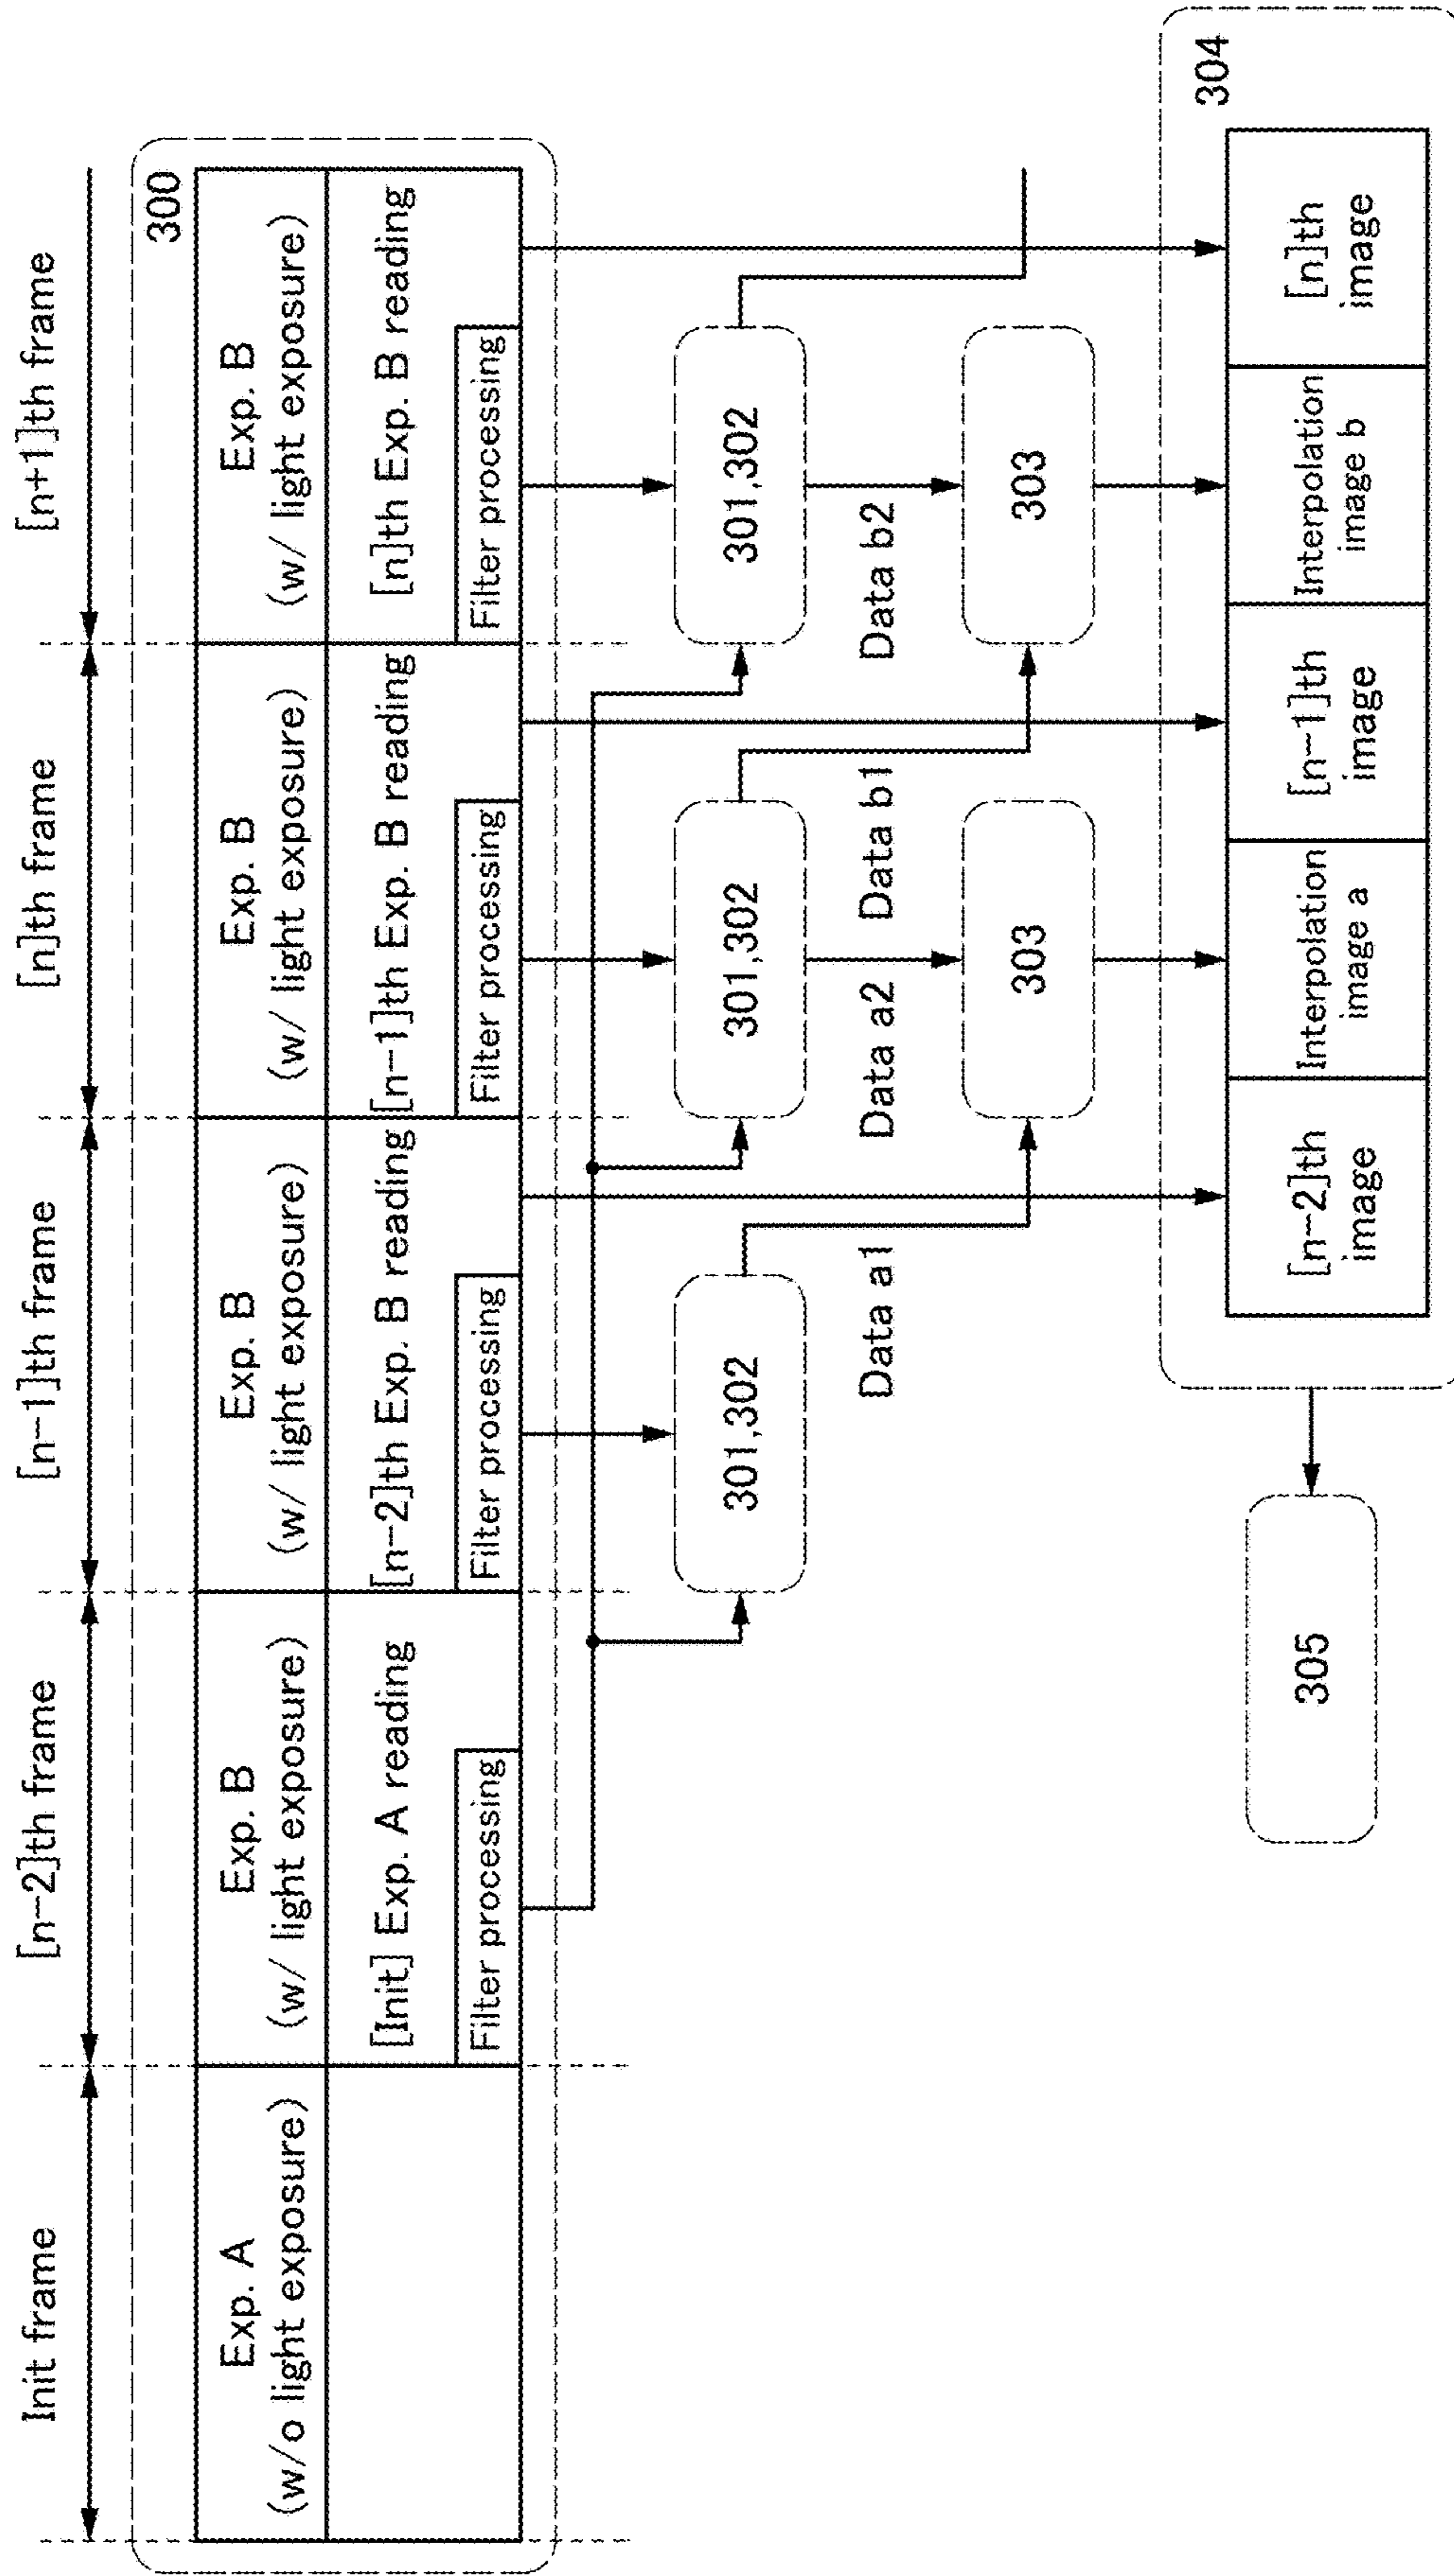 Init frame
[n-2]th frame
[n-1]th frame
[n]th frame
[n+1]th frame
300
Exp. A
(w/o light exposure)
Exp. B
(w/ light exposure)
Exp. B
(w/ light exposure)
Exp. B
(w/ light exposure)
Exp. B
(w/ light exposure)
[Init] Exp. A reading
[n-2]th Exp. B reading
[n-1]th Exp. B reading
[n]th Exp. B reading
Filter processing
Filter processing
Filter processing
Filter processing
301,302
301,302
301,302
Data a1
Data a2
Data b1
Data b2
303
303
304
305
[n-2]th
image
Interpolation
image a
[n-1]th
image
Interpolation
image b
[n]th
image